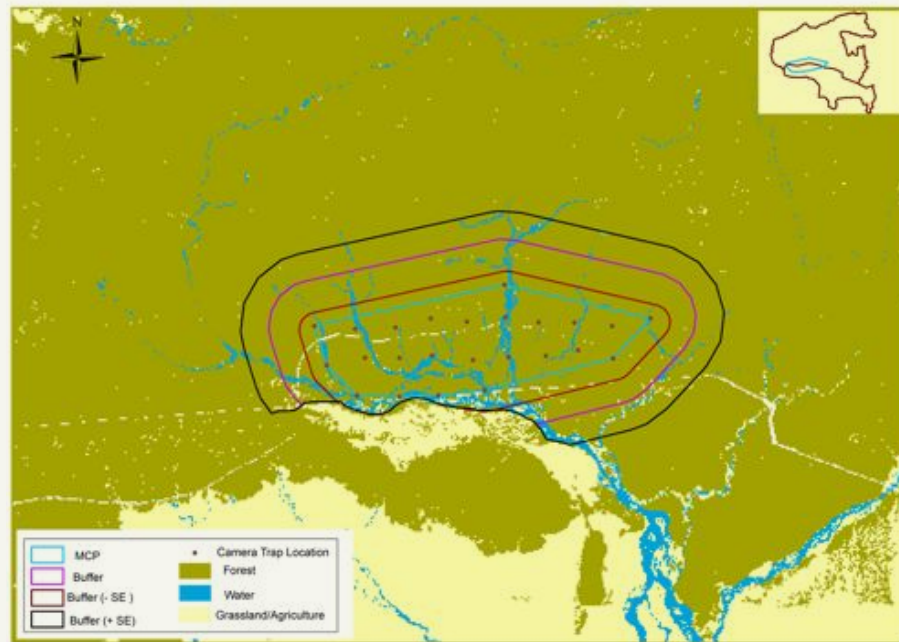 N
MCP
Buffer
Buffer (- SE )
Buffer (+ SE)
Camera Trap Location
Forest
Water
Grassland/Agriculture